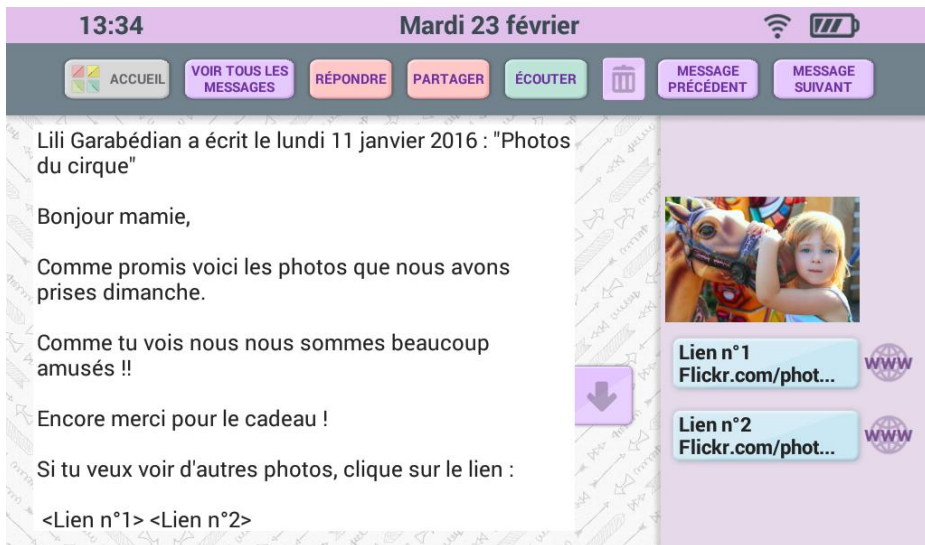 13:34
Mardi 23 février
ACCUEIL
VOIR TOUS LES
MESSAGES
RÉPONDRE
PARTAGER
ÉCOUTER
MESSAGE
PRÉCÉDENT
MESSAGE
SUIVANT
Lili Garabédian a écrit le lundi 11 janvier 2016 : "Photos
du cirque"
Bonjour mamie,
Comme promis voici les photos que nous avons
prises dimanche.
Comme tu vois nous nous sommes beaucoup
amusés !!
Encore merci pour le cadeau !
Si tu veux voir d'autres photos, clique sur le lien :
<Lien n°1> <Lien n°2>
Lien n°1
Flickr.com/phot...
www
Lien n°2
Flickr.com/phot...
www